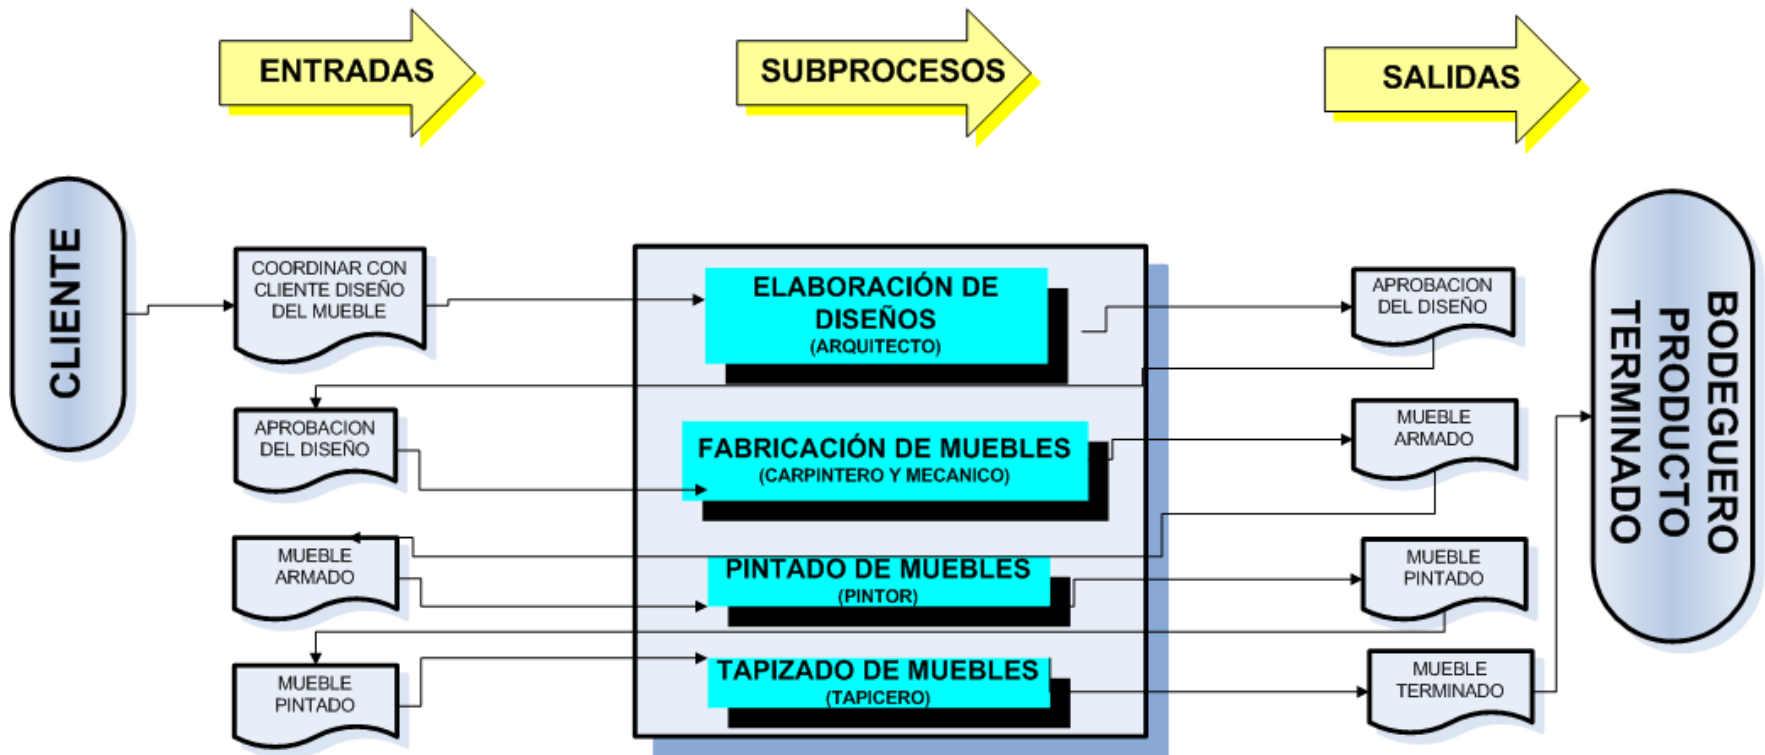 ENTRADAS
SUBPROCESOS
SALIDAS
CLIENTE
COORDINAR CON
CLIENTE DISEÑO
DEL MUEBLE
ELABORACIÓN DE
DISEÑOS
(ARQUITECTO)
APROBACION
DEL DISEÑO
APROBACION
DEL DISEÑO
FABRICACIÓN DE MUEBLES
(CARPINTERO Y MECANICO)
MUEBLE
ARMADO
MUEBLE
ARMADO
PINTADO DE MUEBLES
(PINTOR)
MUEBLE
PINTADO
MUEBLE
PINTADO
TAPIZADO DE MUEBLES
(TAPICERO)
MUEBLE
TERMINADO
BODEGUERO
PRODUCTO
TERMINADO